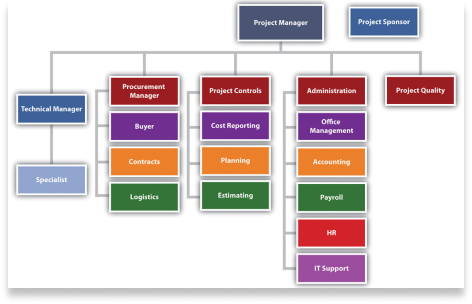 Project Manager
Project Sponsor
Technical Manager
Procurement
Manager
Project Controls
Administration
Project Quality
Buyer
Cost Reporting
Office
Management
Specialist
Contracts
Planning
Accounting
Logistics
Estimating
Payroll
HR
IT Support